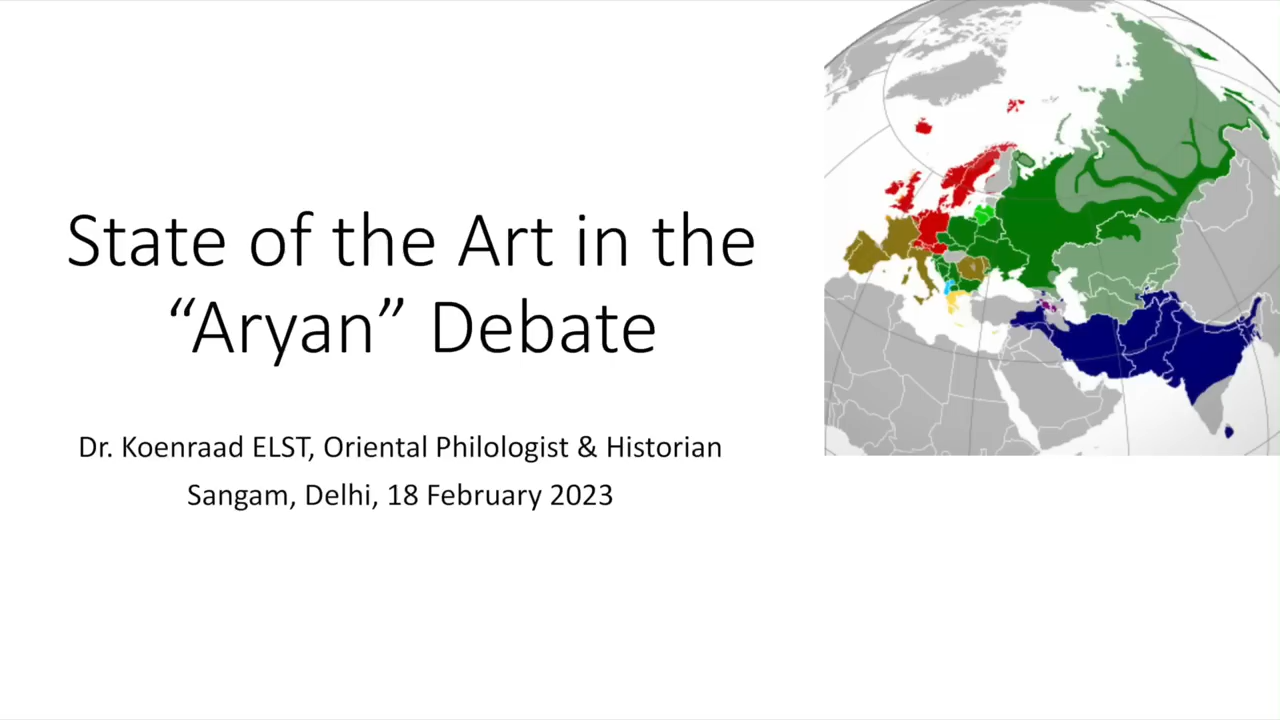 State of the Art in the
“Aryan” Debate
Dr. Koenraad ELST, Oriental Philologist & Historian
Sangam, Delhi, 18 February 2023